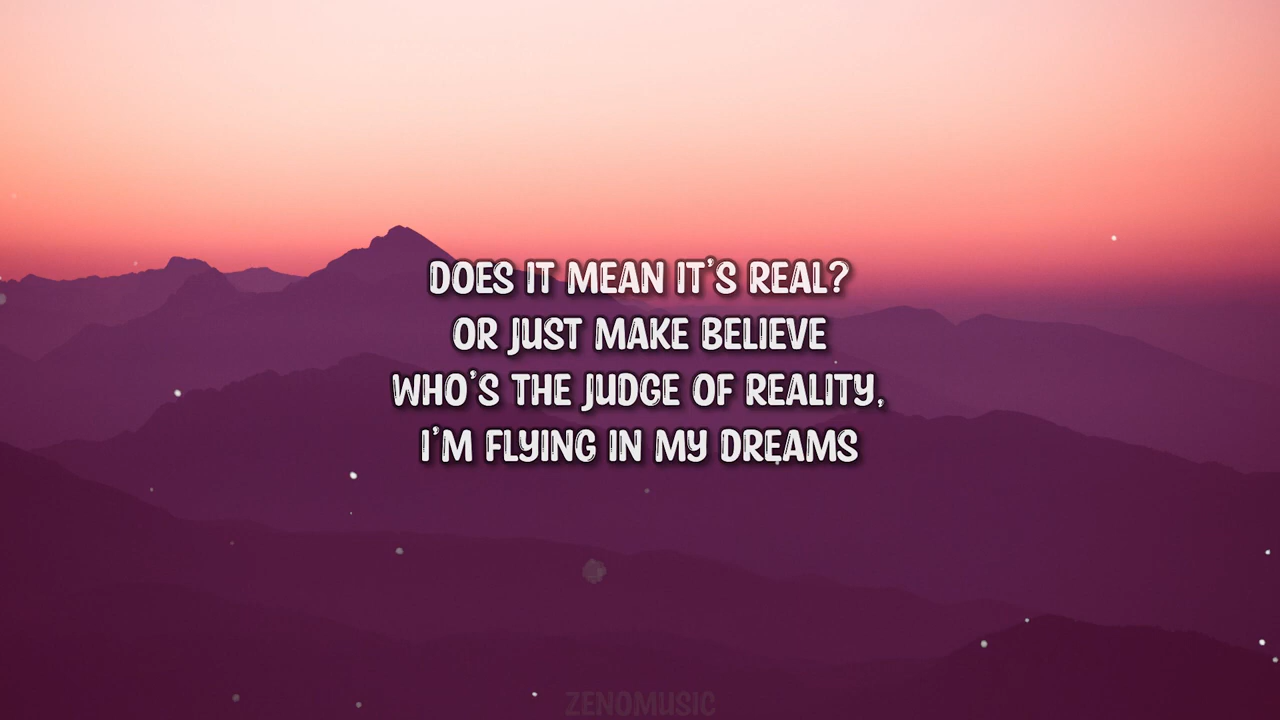 DOES IT MEAN IT'S REAL?
OR JUST MAKE BELIEVE
WHO'S THE JUDGE OF REALITY,
I'M FLYING IN MY DREAMS
ZENOMUSIC